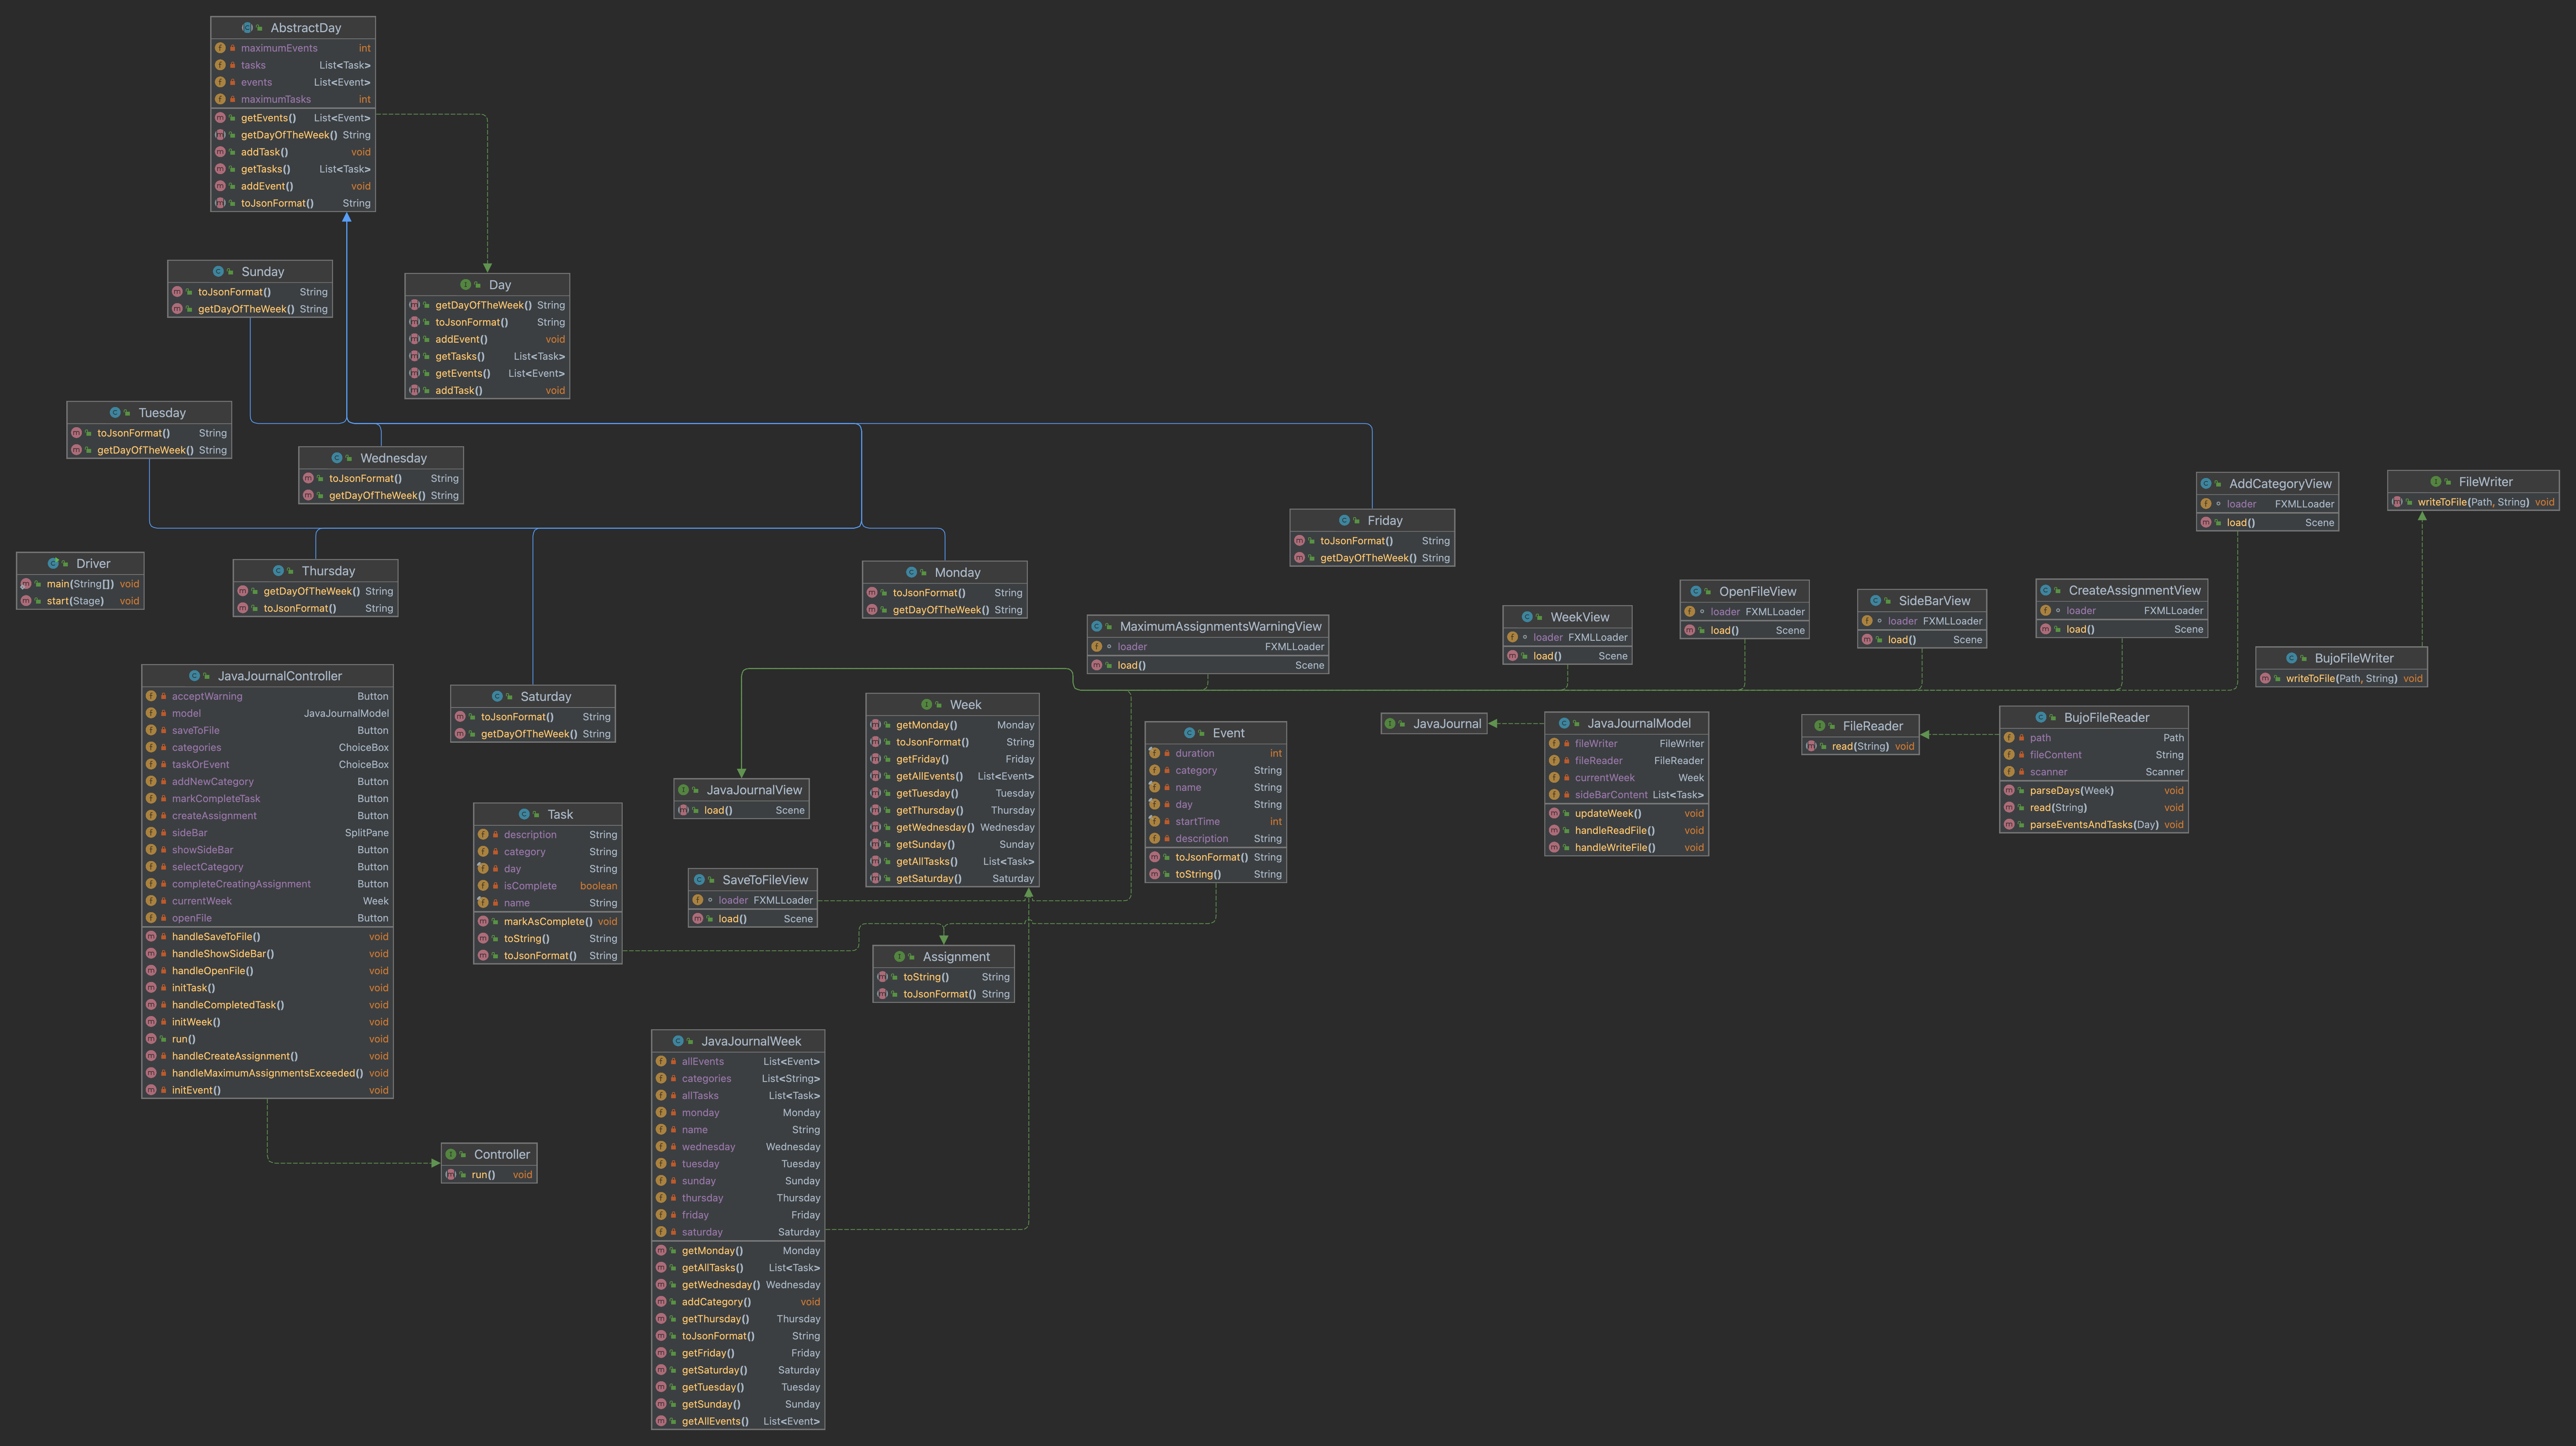 AbstractDay
maximumEvents int
tasks List<Task>
events List<Event>
maximumTasks int
getEvents() List<Event>
getDayOfTheWeek() String
addTask() void
getTasks() List<Task>
addEvent() void
toJsonFormat() String
Sunday
toJsonFormat() String
getDayOfTheWeek() String
Day
getDayOfTheWeek() String
toJsonFormat() String
addEvent() void
getTasks() List<Task>
getEvents() List<Event>
addTask() void
Tuesday
toJsonFormat() String
getDayOfTheWeek() String
Wednesday
toJsonFormat() String
getDayOfTheWeek() String
Driver
main(String[]) void
start(Stage) void
Thursday
getDayOfTheWeek() String
toJsonFormat() String
Monday
toJsonFormat() String
getDayOfTheWeek() String
Friday
toJsonFormat() String
getDayOfTheWeek() String
AddCategoryView
loader FXMLLoader
load() Scene
FileWriter
writeToFile(Path, String) void
MaximumAssignmentsWarningView
loader FXMLLoader
load() Scene
WeekView
loader FXMLLoader
load() Scene
OpenFileView
loader FXMLLoader
load() Scene
SideBarView
loader FXMLLoader
load() Scene
CreateAssignmentView
loader FXMLLoader
load() Scene
BujoFileWriter
writeToFile(Path, String) void
JavaJournalController
acceptWarning Button
model JavaJournalModel
saveToFile Button
categories ChoiceBox
taskOrEvent ChoiceBox
addNewCategory Button
markCompleteTask Button
createAssignment Button
sideBar SplitPane
showSideBar Button
selectCategory Button
completeCreatingAssignment Button
currentWeek Week
openFile Button
handleSaveToFile() void
handleShowSideBar() void
handleOpenFile() void
initTask() void
handleCompletedTask() void
initWeek() void
run() void
handleCreateAssignment() void
handleMaximumAssignmentsExceeded() void
initEvent() void
Saturday
toJsonFormat() String
getDayOfTheWeek() String
Week
getMonday() Monday
toJsonFormat() String
getFriday() Friday
getAllEvents() List<Event>
getTuesday() Tuesday
getThursday() Thursday
getWednesday() Wednesday
getSunday() Sunday
getAllTasks() List<Task>
getSaturday() Saturday
Event
duration int
category String
name String
day String
startTime int
description String
toJsonFormat() String
toString() String
JavaJournal
JavaJournalModel
fileWriter FileWriter
fileReader FileReader
currentWeek Week
sideBarContent List<Task>
updateWeek() void
handleReadFile() void
handleWriteFile() void
FileReader
read(String) void
BujoFileReader
path Path
fileContent String
scanner Scanner
parseDays(Week) void
read(String) void
parseEventsAndTasks(Day) void
JavaJournalView
load() Scene
Task
description String
category String
day String
isComplete boolean
name String
markAsComplete() void
toString() String
toJsonFormat() String
SaveToFileView
loader FXMLLoader
load() Scene
Assignment
toString() String
toJsonFormat() String
Controller
run() void
JavaJournalWeek
allEvents List<Event>
categories List<String>
allTasks List<Task>
monday Monday
name String
wednesday Wednesday
tuesday Tuesday
sunday Sunday
thursday Thursday
friday Friday
saturday Saturday
getMonday() Monday
getAllTasks() List<Task>
getWednesday() Wednesday
addCategory() void
getThursday() Thursday
toJsonFormat() String
getFriday() Friday
getSaturday() Saturday
getTuesday() Tuesday
getSunday() Sunday
getAllEvents() List<Event>